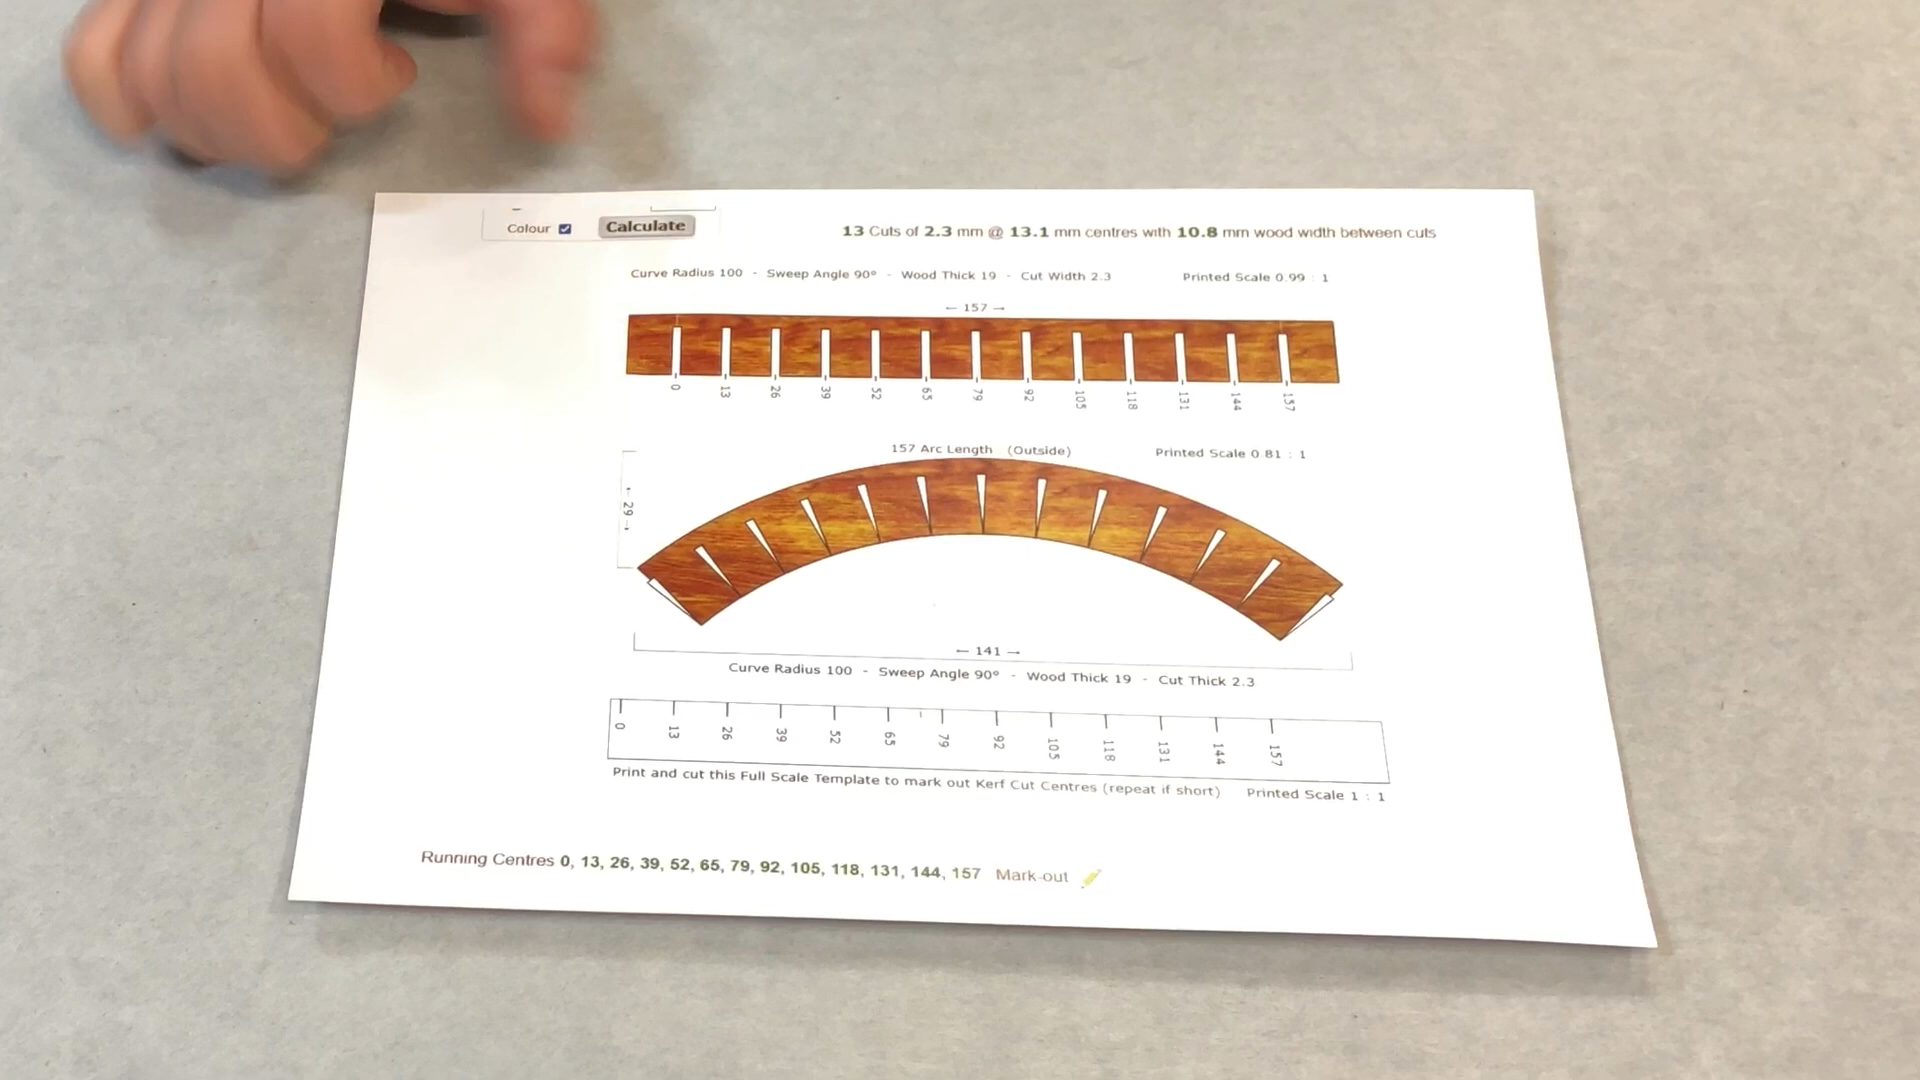 Colour Calculate
13 Cuts of 2.3 mm @ 13.1 mm centres with 10.8 mm wood width between cuts
Curve Radius 100 - Sweep Angle 90° - Wood Thick 19 - Cut Width 2.3 Printed Scale 0.99 : 1
← 157 →
0 13 26 39 52 65 79 92 105 118 131 144 157
157 Arc Length (Outside) Printed Scale 0.81 : 1
← 29 →
← 141 →
Curve Radius 100 - Sweep Angle 90° - Wood Thick 19 - Cut Thick 2.3
0 13 26 39 52 65 79 92 105 118 131 144 157
Print and cut this Full Scale Template to mark out Kerf Cut Centres (repeat if short) Printed Scale 1 : 1
Running Centres 0, 13, 26, 39, 52, 65, 79, 92, 105, 118, 131, 144, 157 Mark-out